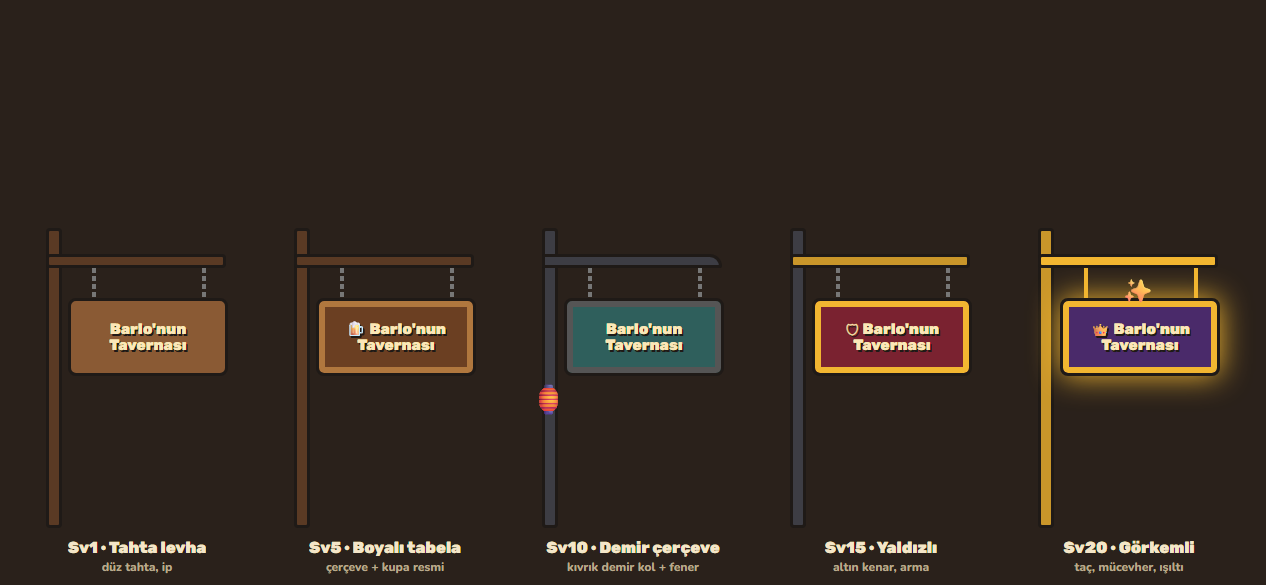 Barlo'nun
Tavernası
Barlo'nun
Tavernası
Barlo'nun
Tavernası
Barlo'nun
Tavernası
Barlo'nun
Tavernası
Sv1 • Tahta levha
düz tahta, ip
Sv5 • Boyalı tabela
çerçeve + kupa resmi
Sv10 • Demir çerçeve
kıvrık demir kol + fener
Sv15 • Yaldızlı
altın kenar, arma
Sv20 • Görkemli
taç, mücevher, ışıltı